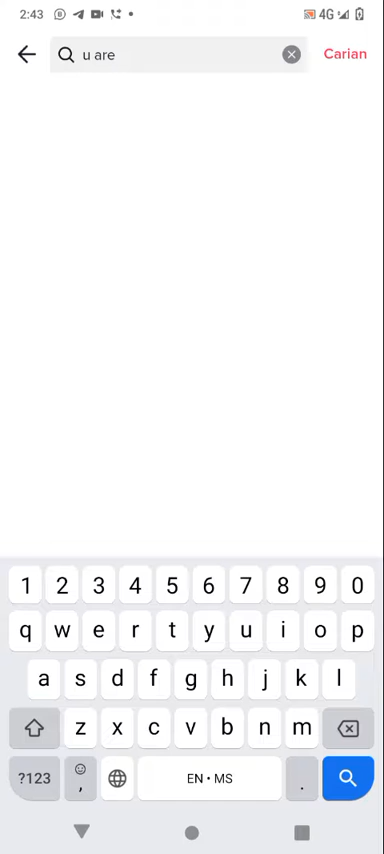 2:43 4G
u are Carian
1 2 3 4 5 6 7 8 9 0
q w e r t y u i o p
a s d f g h j k l
z x c v b n m
?123 , EN • MS .